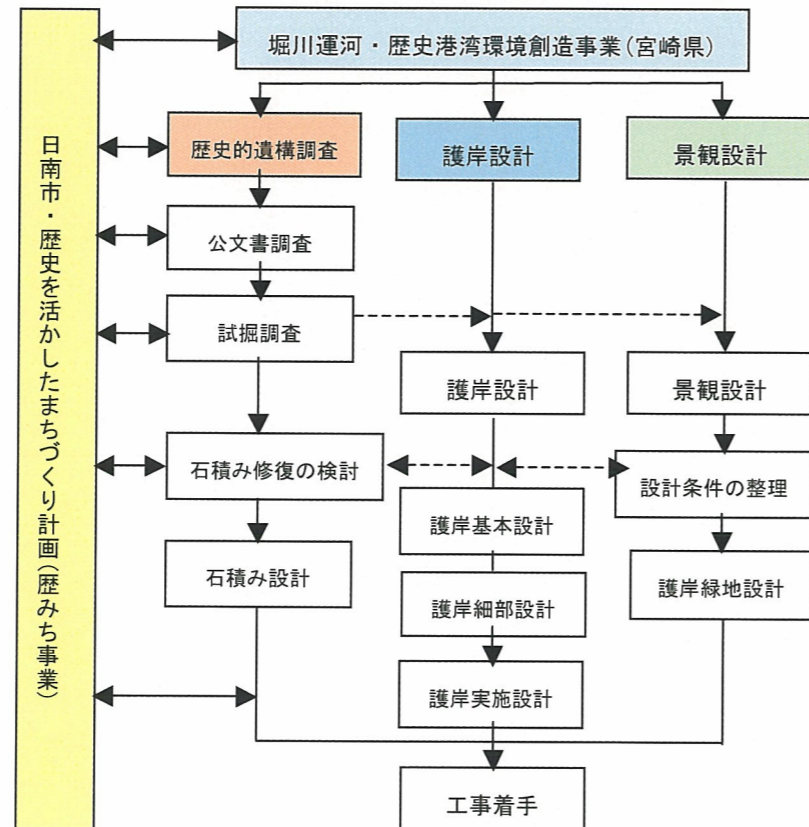 堀川運河・歴史港湾環境創造事業(宮崎県)
日南市・歴史を活かしたまちづくり計画(歴みち事業)
歴史的遺構調査
護岸設計
景観設計
公文書調査
試掘調査
護岸設計
景観設計
石積み修復の検討
設計条件の整理
護岸基本設計
石積み設計
護岸細部設計
護岸緑地設計
護岸実施設計
工事着手